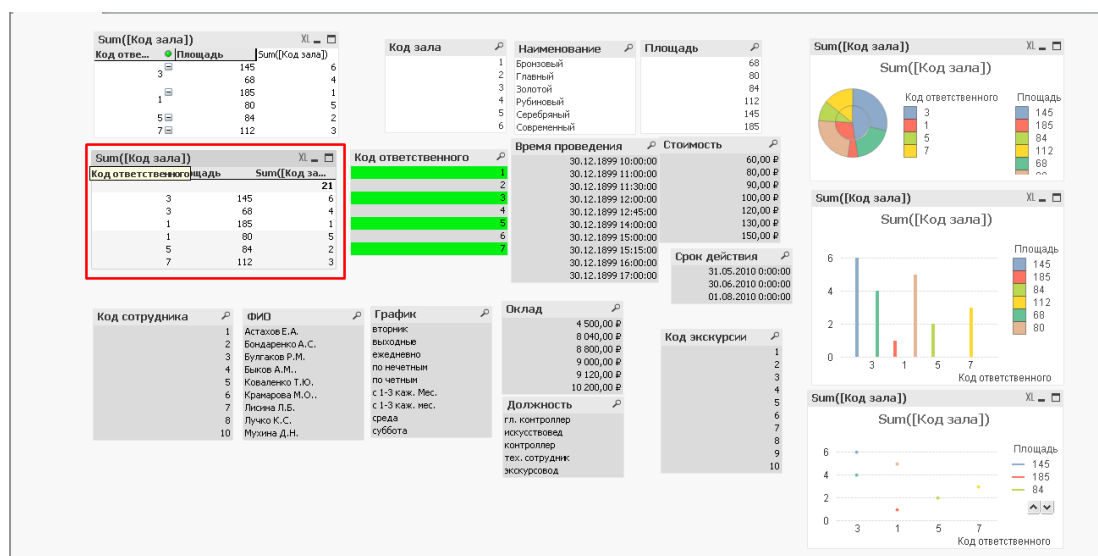 Sum([Код зала]) XL
Код отве... Площадь Sum([Код зала])
3 145 6
68 4
1 185 1
80 5
5 84 2
7 112 3
Код зала
1
2
3
4
5
6
Наименование
Бронзовый
Главный
Золотой
Рубиновый
Серебряный
Современный
Площадь
68
80
84
112
145
185
Sum([Код зала]) XL
Sum([Код зала])
Код ответственного
3
1
5
7
Площадь
145
185
84
112
68
Sum([Код зала]) XL
Код ответственного щадь Sum([Код за...
21
3 145 6
3 68 4
1 185 1
1 80 5
5 84 2
7 112 3
Код ответственного
1
2
3
4
5
6
7
Время проведения
30.12.1899 10:00:00
30.12.1899 11:00:00
30.12.1899 11:30:00
30.12.1899 12:00:00
30.12.1899 12:45:00
30.12.1899 14:00:00
30.12.1899 15:00:00
30.12.1899 15:15:00
30.12.1899 16:00:00
30.12.1899 17:00:00
Стоимость
60,00 ₽
80,00 ₽
90,00 ₽
100,00 ₽
120,00 ₽
130,00 ₽
150,00 ₽
Срок действия
31.05.2010 0:00:00
30.06.2010 0:00:00
01.08.2010 0:00:00
Sum([Код зала]) XL
Sum([Код зала])
6
4
2
0
3 1 5 7
Код ответственного
Площадь
145
185
84
112
68
80
Код сотрудника
1
2
3
4
5
6
7
8
10
ФИО
Астахов Е.А.
Бондаренко А.С.
Булгаков Р.М.
Быков А.М..
Коваленко Т.Ю.
Крамарова М.О..
Лисина Л.Б.
Лучко К.С.
Мухина Д.Н.
График
вторник
выходные
ежедневно
по нечетным
по четным
с 1-3 каж. Мес.
с 1-3 каж. мес.
среда
суббота
Оклад
4 500,00 ₽
8 040,00 ₽
8 800,00 ₽
9 000,00 ₽
9 120,00 ₽
10 200,00 ₽
Должность
гл. контроллер
искусствовед
контроллер
тех. сотрудник
экскурсовод
Код экскурсии
1
2
3
4
5
6
7
8
9
10
Sum([Код зала]) XL
Sum([Код зала])
6
4
2
0
3 1 5 7
Код ответственного
Площадь
145
185
84